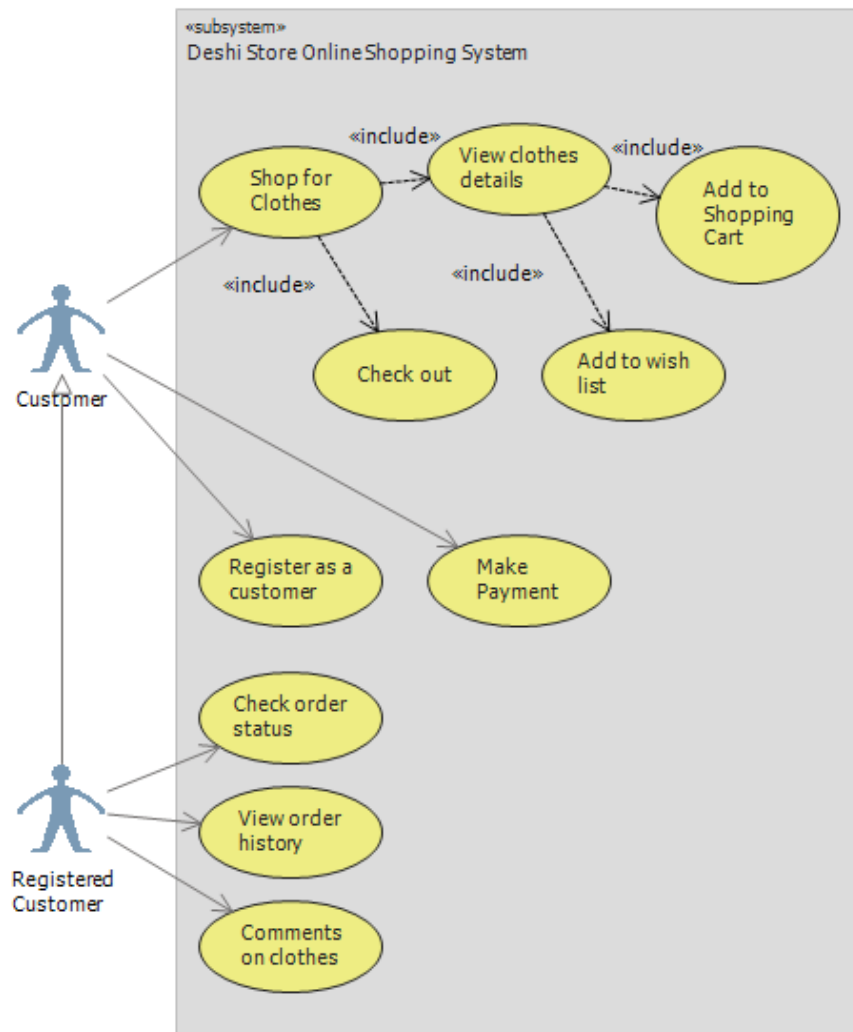 «subsystem»
Deshi Store Online Shopping System
«include»
View clothes
details
«include»
Shop for
Clothes
Add to
Shopping
Cart
«include»
«include»
Check out
Add to wish
list
Customer
Register as a
customer
Make
Payment
Check order
status
View order
history
Registered
Customer
Comments
on clothes